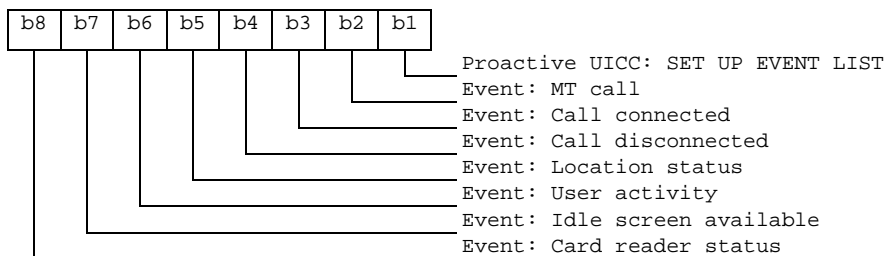 b8 b7 b6 b5 b4 b3 b2 b1
Proactive UICC: SET UP EVENT LIST
Event: MT call
Event: Call connected
Event: Call disconnected
Event: Location status
Event: User activity
Event: Idle screen available
Event: Card reader status